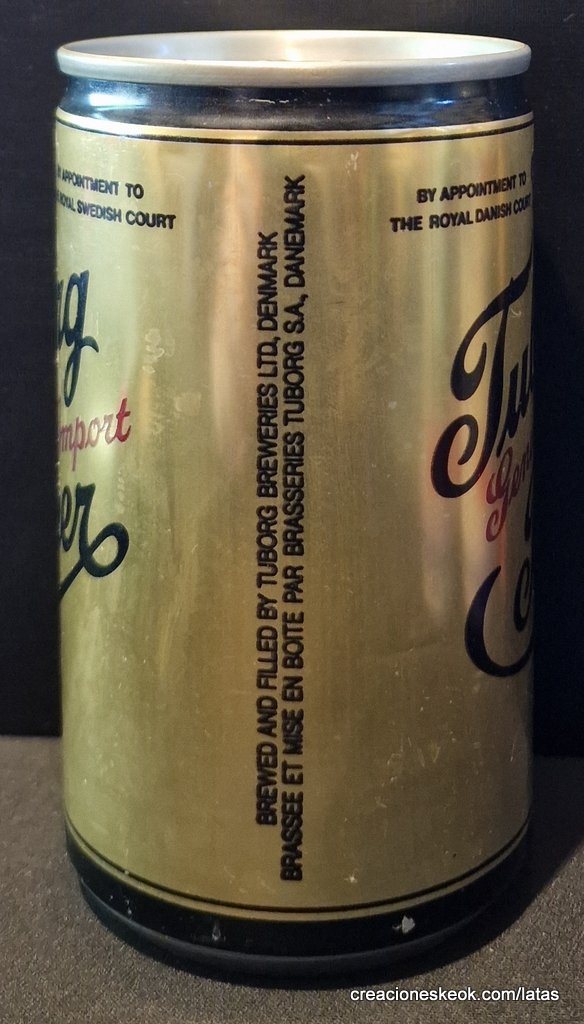 APPOINTMENT TO
ROYAL SWEDISH COURT
BREWED AND FILLED BY TUBORG BREWERIES LTD, DENMARK
BRASSEE ET MISE EN BOITE PAR BRASSERIES TUBORG S.A., DANEMARK
BY APPOINTMENT TO
THE ROYAL DANISH COURT
creacioneskeok.com/latas